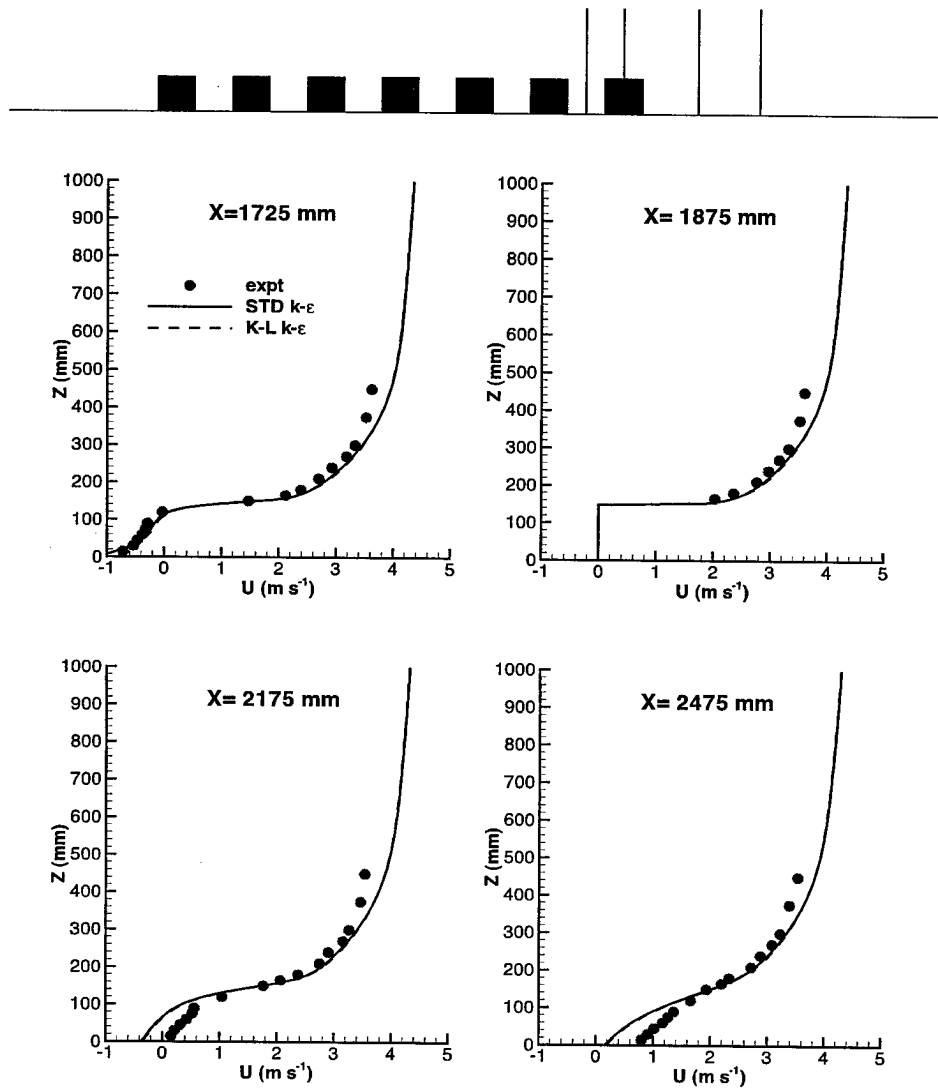 1000
900
800
700
600
500
400
300
200
100
0
Z (mm)
X=1725 mm
expt
STD k-ε
K-L k-ε
-1 0 1 2 3 4 5
U (m s-1)
1000
900
800
700
600
500
400
300
200
100
0
Z (mm)
X= 1875 mm
-1 0 1 2 3 4 5
U (m s-1)
1000
900
800
700
600
500
400
300
200
100
0
Z (mm)
X= 2175 mm
-1 0 1 2 3 4 5
U (m s-1)
1000
900
800
700
600
500
400
300
200
100
0
Z (mm)
X= 2475 mm
-1 0 1 2 3 4 5
U (m s-1)